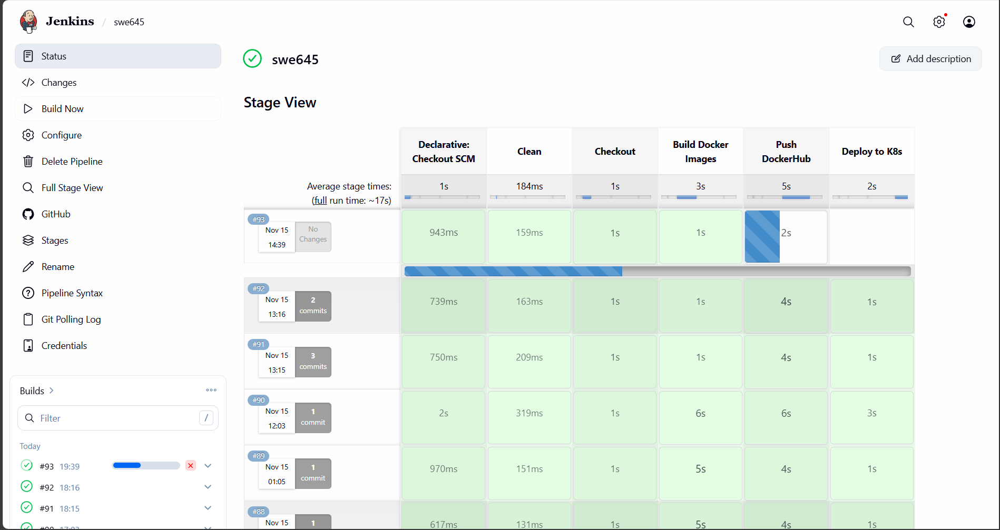 Jenkins / swe645
Status
Changes
Build Now
Configure
Delete Pipeline
Full Stage View
GitHub
Stages
Rename
Pipeline Syntax
Git Polling Log
Credentials
Builds
Filter /
Today
#93 19:39
#92 18:16
#91 18:15
#90 17:03
swe645
Add description
Stage View
Declarative: Checkout SCM
Clean
Checkout
Build Docker Images
Push DockerHub
Deploy to K8s
Average stage times:
(full run time: ~17s)
1s 184ms 1s 3s 5s 2s
#93
Nov 15 14:39
No Changes
943ms 159ms 1s 1s 2s
#92
Nov 15 13:16
2 commits
739ms 163ms 1s 1s 4s 1s
#91
Nov 15 13:15
3 commits
750ms 209ms 1s 1s 4s 1s
#90
Nov 15 12:03
1 commit
2s 319ms 1s 6s 6s 3s
#89
Nov 15 01:05
1 commit
970ms 151ms 1s 5s 4s 1s
#88
Nov 15
1
617ms 131ms 1s 5s 4s 1s